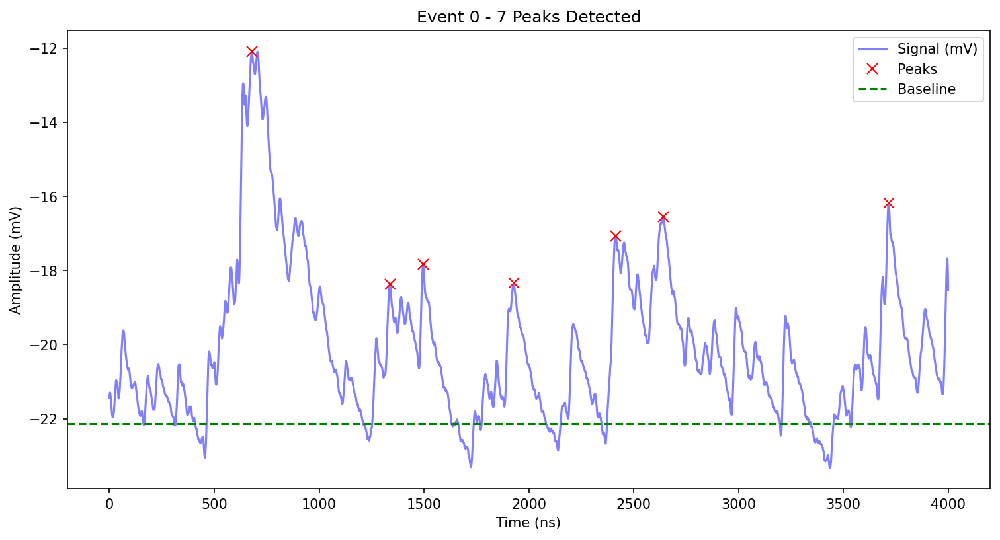 Event 0 - 7 Peaks Detected
Signal (mV)
Peaks
Baseline
Amplitude (mV)
−12
−14
−16
−18
−20
−22
0 500 1000 1500 2000 2500 3000 3500 4000
Time (ns)